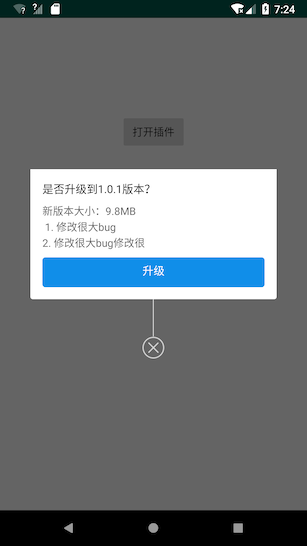 7:24
打开插件
是否升级到1.0.1版本？
新版本大小：9.8MB
1. 修改很大bug
2. 修改很大bug修改很
升级